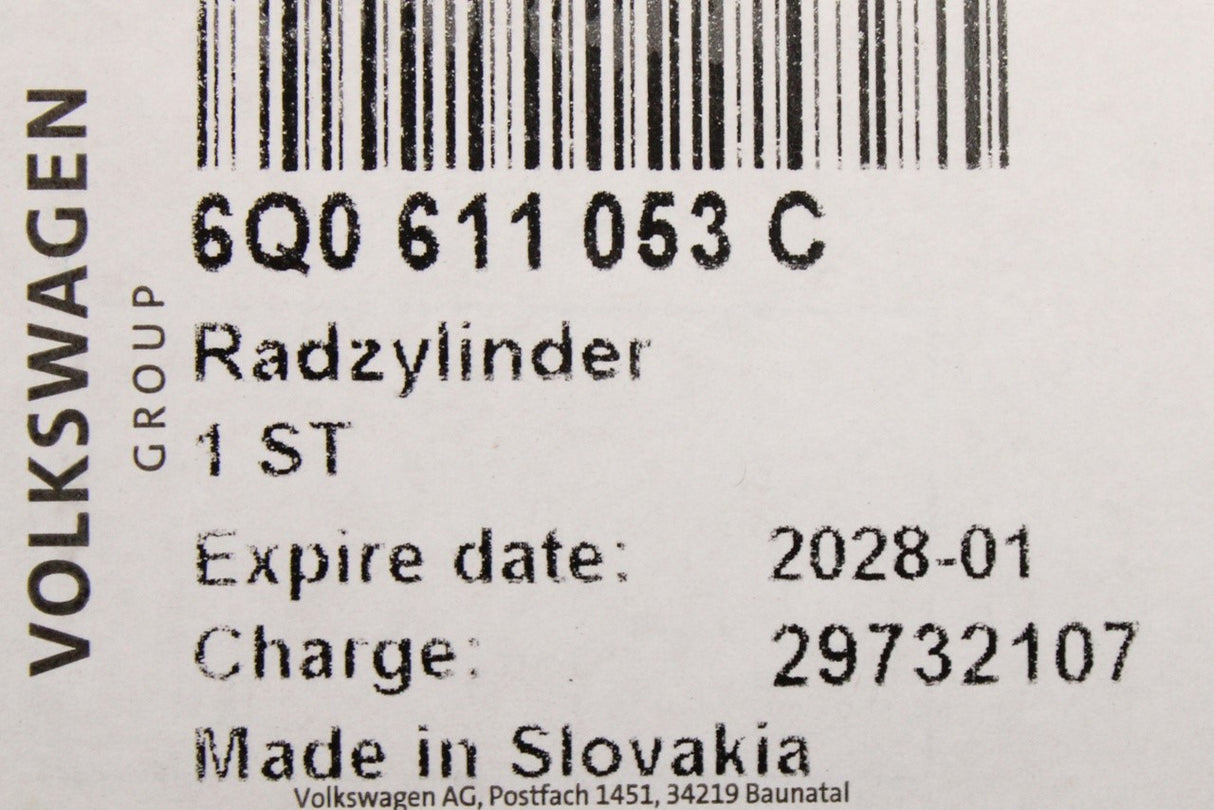 VOLKSWAGEN
GROUP
6Q0 611 053 C
Radzylinder
1 ST
Expire date: 2028-01
Charge: 29732107
Made in Slovakia
Volkswagen AG, Postfach 1451, 34219 Baunatal